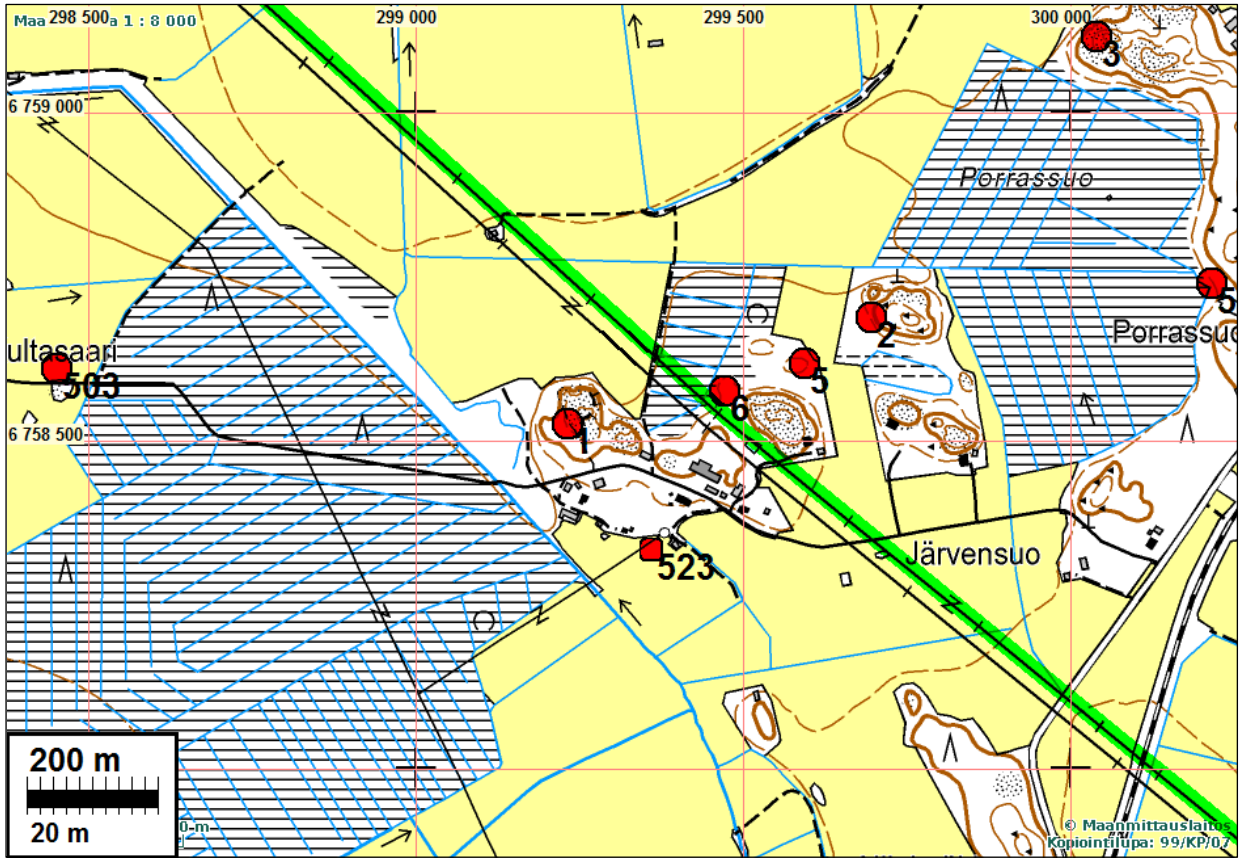 Maa a 1 : 8 000
298 500
299 000
299 500
300 000
3
6 759 000
Porrassuo
5
Porrassuo
2
ultasaari
503
5
6
1
6 758 500
523
Järvensuo
200 m
20 m
0 m
© Maanmittauslaitos
Kopiointilupa: 99/KP/07